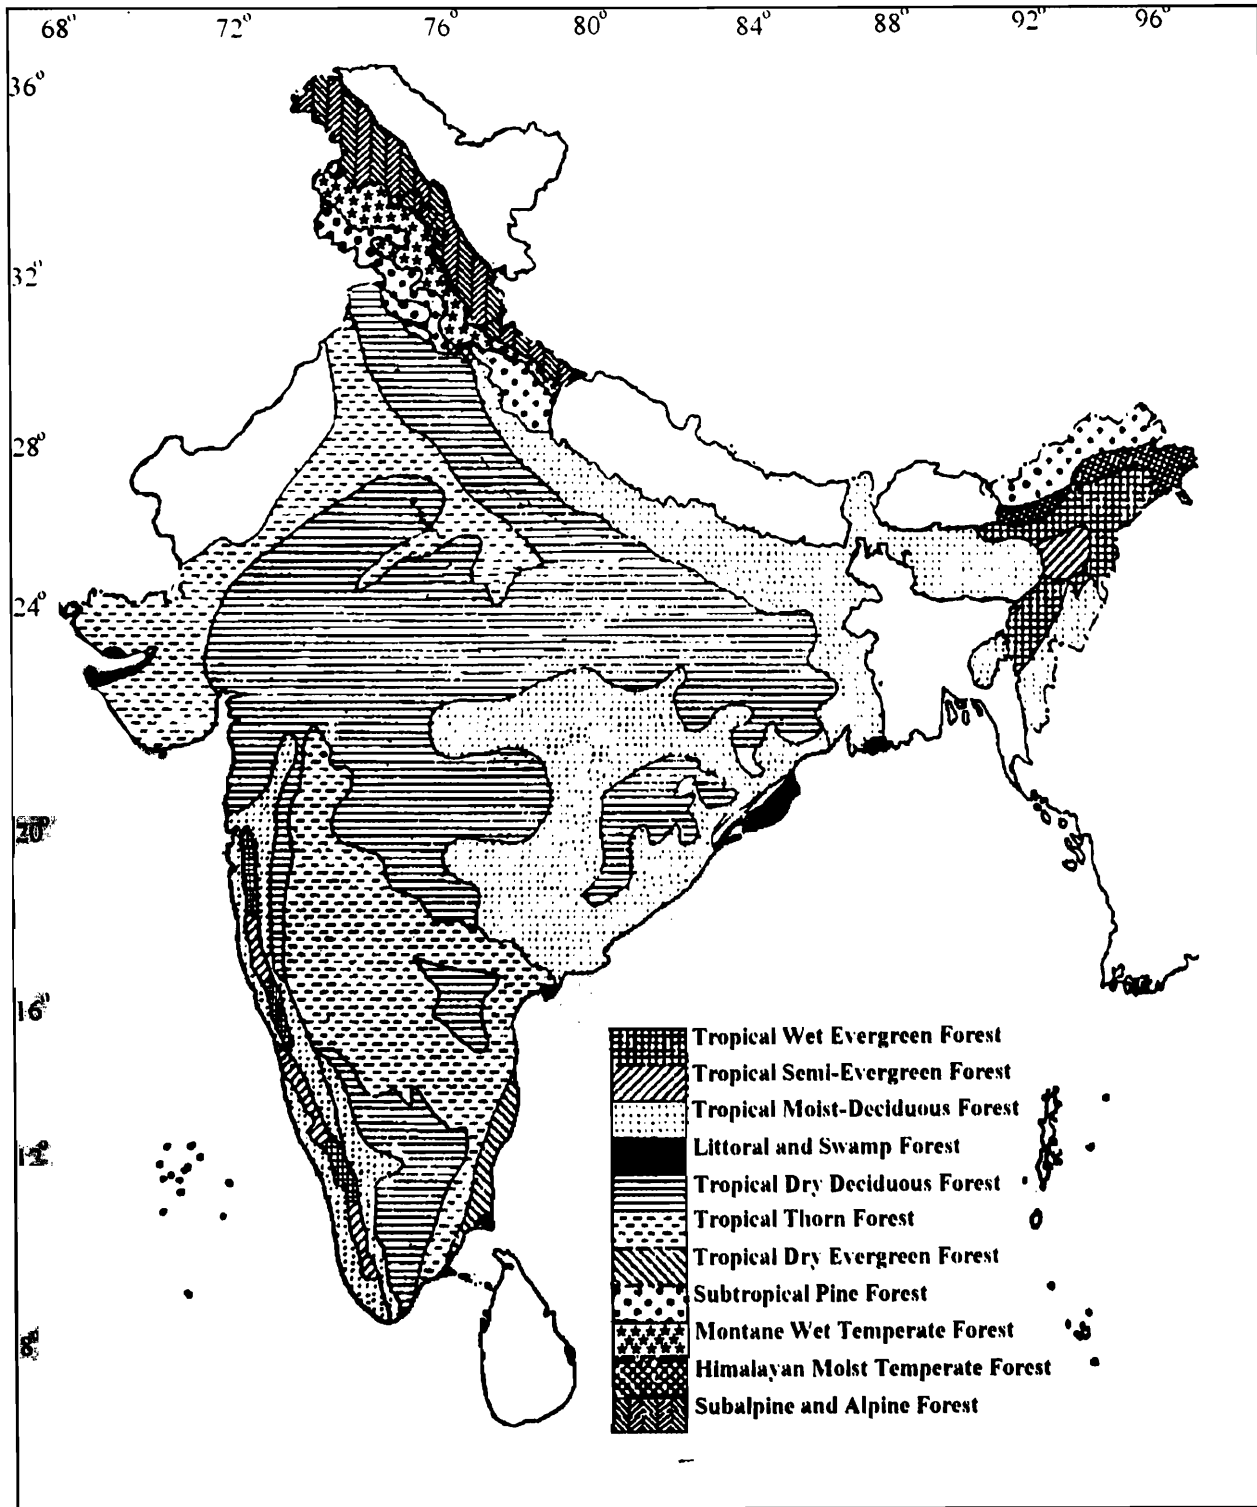 68° 72° 76° 80° 84° 88° 92° 96°
36°
32°
28°
24°
20°
16°
12°
8°
Tropical Wet Evergreen Forest
Tropical Semi-Evergreen Forest
Tropical Moist-Deciduous Forest
Littoral and Swamp Forest
Tropical Dry Deciduous Forest
Tropical Thorn Forest
Tropical Dry Evergreen Forest
Subtropical Pine Forest
Montane Wet Temperate Forest
Himalayan Moist Temperate Forest
Subalpine and Alpine Forest